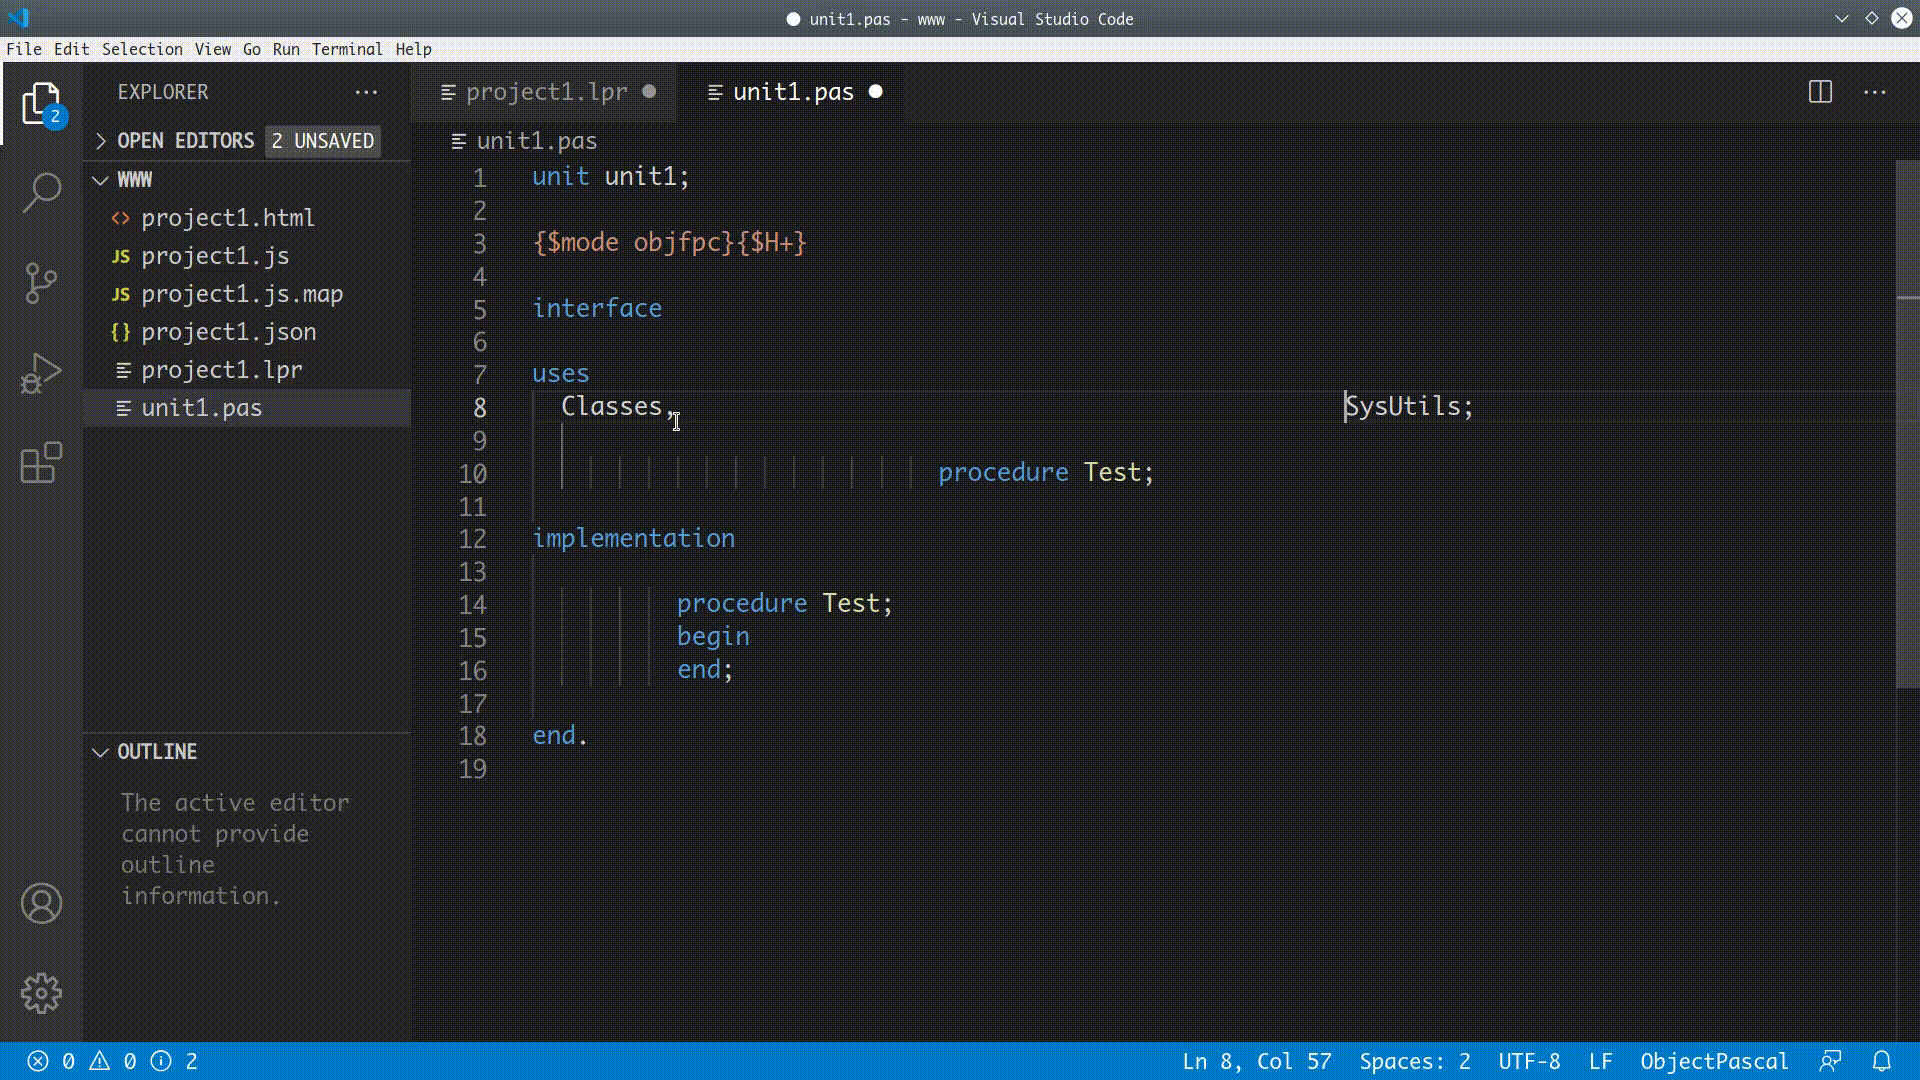 unit1.pas - www - Visual Studio Code
File Edit Selection View Go Run Terminal Help
EXPLORER
2
OPEN EDITORS 2 UNSAVED
WWW
<> project1.html
JS project1.js
JS project1.js.map
{} project1.json
project1.lpr
unit1.pas
OUTLINE
The active editor
cannot provide
outline
information.
project1.lpr unit1.pas
unit1.pas
1 unit unit1;
2
3 {$mode objfpc}{$H+}
4
5 interface
6
7 uses
8 Classes, SysUtils;
9
10 procedure Test;
11
12 implementation
13
14 procedure Test;
15 begin
16 end;
17
18 end.
19
0 0 2 Ln 8, Col 57 Spaces: 2 UTF-8 LF ObjectPascal